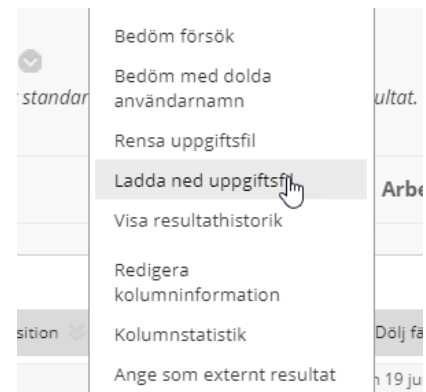 Bedöm försök
Bedöm med dolda
standar användarnamn ultat.
Rensa uppgiftsfil
Ladda ned uppgiftsfil
Arbe
Visa resultathistorik
Redigera
kolumninformation
sition Kolumnstatistik Dölj fä
Ange som externt resultat 19 ju